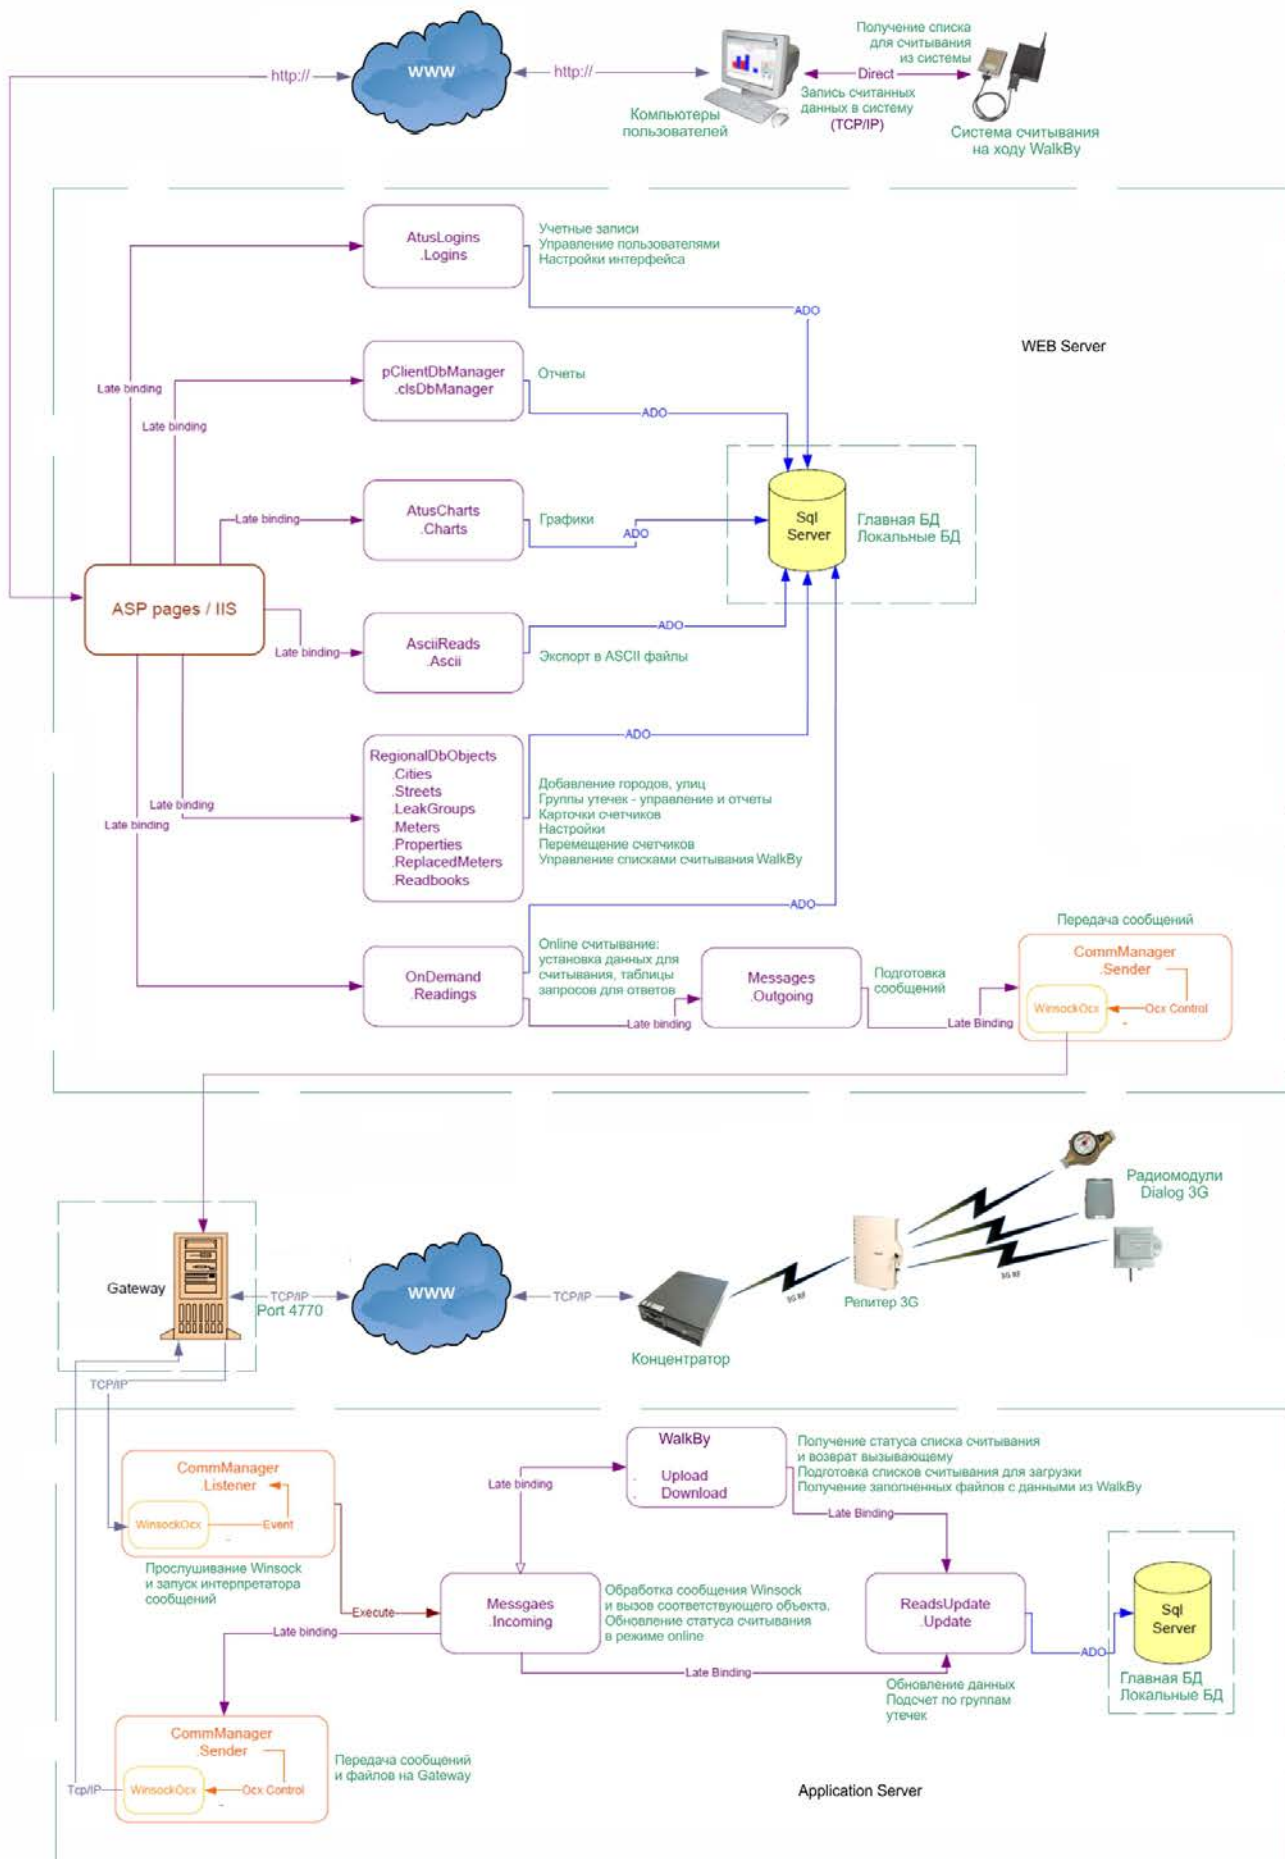 http://
www
http://
Компьютеры
пользователей
Получение списка
для считывания
из системы
Direct
Запись считанных
данных в систему
(TCP/IP)
Система считывания
на ходу WalkBy
AtusLogins
.Logins
Учетные записи
Управление пользователями
Настройки интерфейса
ADO
WEB Server
Late binding
pClientDbManager
.clsDbManager
Отчеты
ADO
Late binding
AtusCharts
.Charts
Late binding
Графики
ADO
Sql
Server
Главная БД
Локальные БД
ASP pages / IIS
AsciiReads
.Ascii
Late binding
ADO
Экспорт в ASCII файлы
RegionalDbObjects
.Cities
.Streets
.LeakGroups
.Meters
.Properties
.ReplacedMeters
.Readbooks
ADO
Добавление городов, улиц
Группы утечек - управление и отчеты
Карточки счетчиков
Настройки
Перемещение счетчиков
Управление списками считывания WalkBy
Late binding
Late binding
ADO
OnDemand
.Readings
Online считывание:
установка данных для
считывания, таблицы
запросов для ответов
Late binding
Messages
.Outgoing
Подготовка
сообщений
Late Binding
Передача сообщений
CommManager
.Sender
WinsockOcx
Ocx Control
Gateway
TCP/IP
Port 4770
www
TCP/IP
Концентратор
3G RF
Репитер 3G
3G RF
Радиомодули
Dialog 3G
TCP/IP
CommManager
.Listener
WinsockOcx
Event
Прослушивание Winsock
и запуск интерпретатора
сообщений
Execute
Late binding
WalkBy
Upload
Download
Получение статуса списка считывания
и возврат вызывающему
Подготовка списков считывания для загрузки
Получение заполненных файлов с данными из WalkBy
Late Binding
Messgaes
.Incoming
Обработка сообщения Winsock
и вызов соответствующего объекта.
Обновление статуса считывания
в режиме online
ReadsUpdate
.Update
Late binding
Late Binding
Обновление данных
Подсчет по группам
утечек
ADO
Sql
Server
Главная БД
Локальные БД
CommManager
.Sender
Tcp/IP
WinsockOcx
Ocx Control
Передача сообщений
и файлов на Gateway
Application Server